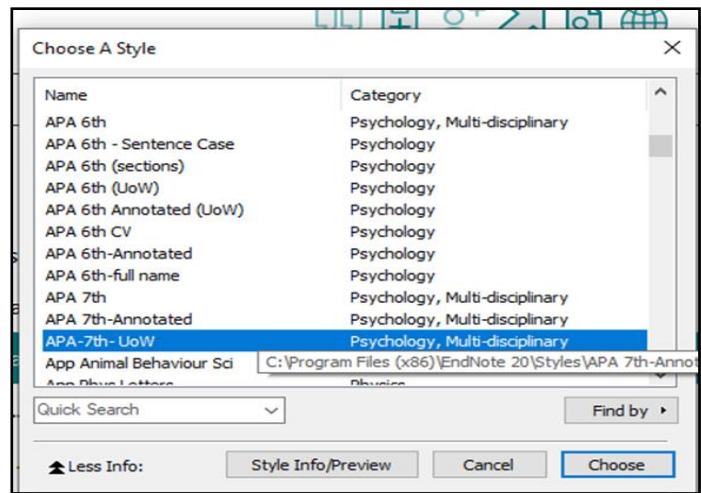 Choose A Style
Name Category
APA 6th Psychology, Multi-disciplinary
APA 6th - Sentence Case Psychology
APA 6th (sections) Psychology
APA 6th (UoW) Psychology
APA 6th Annotated (UoW) Psychology
APA 6th CV Psychology
APA 6th-Annotated Psychology
APA 6th-full name Psychology
APA 7th Psychology, Multi-disciplinary
APA 7th-Annotated Psychology, Multi-disciplinary
APA-7th- UoW Psychology, Multi-disciplinary
App Animal Behaviour Sci C:\Program Files (x86)\EndNote 20\Styles\APA 7th-Annot
App Phys Letters Physics
Quick Search Find by
Less Info: Style Info/Preview Cancel Choose